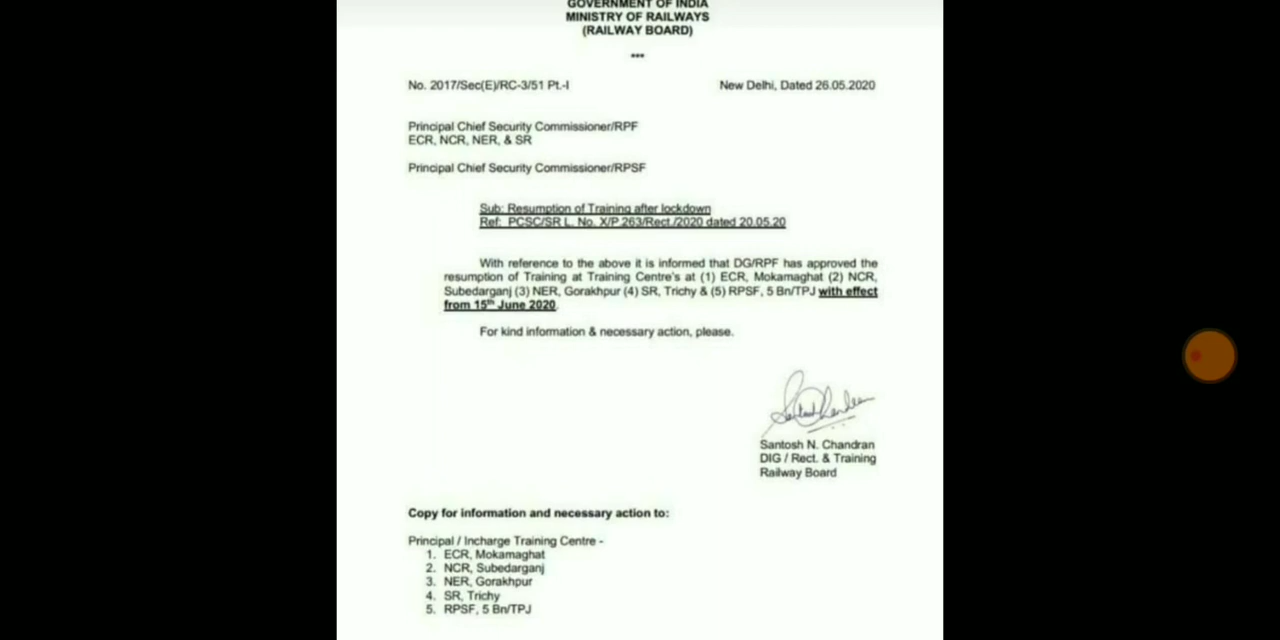 GOVERNMENT OF INDIA
MINISTRY OF RAILWAYS
(RAILWAY BOARD)
***
No. 2017/Sec(E)/RC-3/51 Pt.-I New Delhi, Dated 26.05.2020
Principal Chief Security Commissioner/RPF
ECR, NCR, NER, & SR
Principal Chief Security Commissioner/RPSF
Sub: Resumption of Training after lockdown
Ref: PCSC/SR L. No. X/P 263/Rect./2020 dated 20.05.20
With reference to the above it is informed that DG/RPF has approved the
resumption of Training at Training Centre's at (1) ECR, Mokamaghat (2) NCR,
Subedarganj (3) NER, Gorakhpur (4) SR, Trichy & (5) RPSF, 5 Bn/TPJ with effect
from 15th June 2020.
For kind information & necessary action, please.
Santosh N. Chandran
DIG / Rect. & Training
Railway Board
Copy for information and necessary action to:
Principal / Incharge Training Centre -
1. ECR, Mokamaghat
2. NCR, Subedarganj
3. NER, Gorakhpur
4. SR, Trichy
5. RPSF, 5 Bn/TPJ